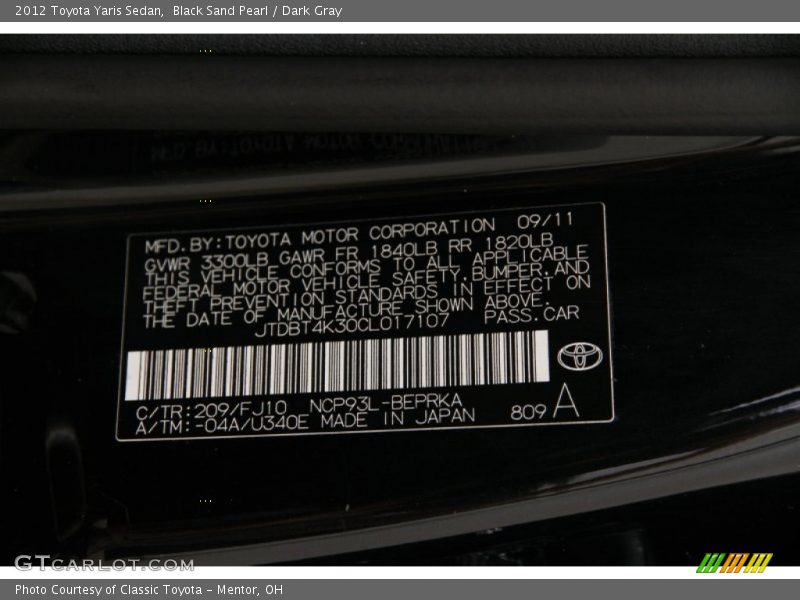 2012 Toyota Yaris Sedan, Black Sand Pearl / Dark Gray
MFD. BY: TOYOTA MOTOR CORPORATION 09/11
GVWR 3300LB GAWR FR 1840LB RR 1820LB
THIS VEHICLE CONFORMS TO ALL APPLICABLE
FEDERAL MOTOR VEHICLE SAFETY, BUMPER, AND
THEFT PREVENTION STANDARDS IN EFFECT ON
THE DATE OF MANUFACTURE SHOWN ABOVE.
JTDBT4K30CL017107 PASS. CAR
C/TR: 209/FJ10 NCP93L-BEPRKA
A/TM: -04A/U340E MADE IN JAPAN 809 A
GTCARLOT.COM
Photo Courtesy of Classic Toyota - Mentor, OH